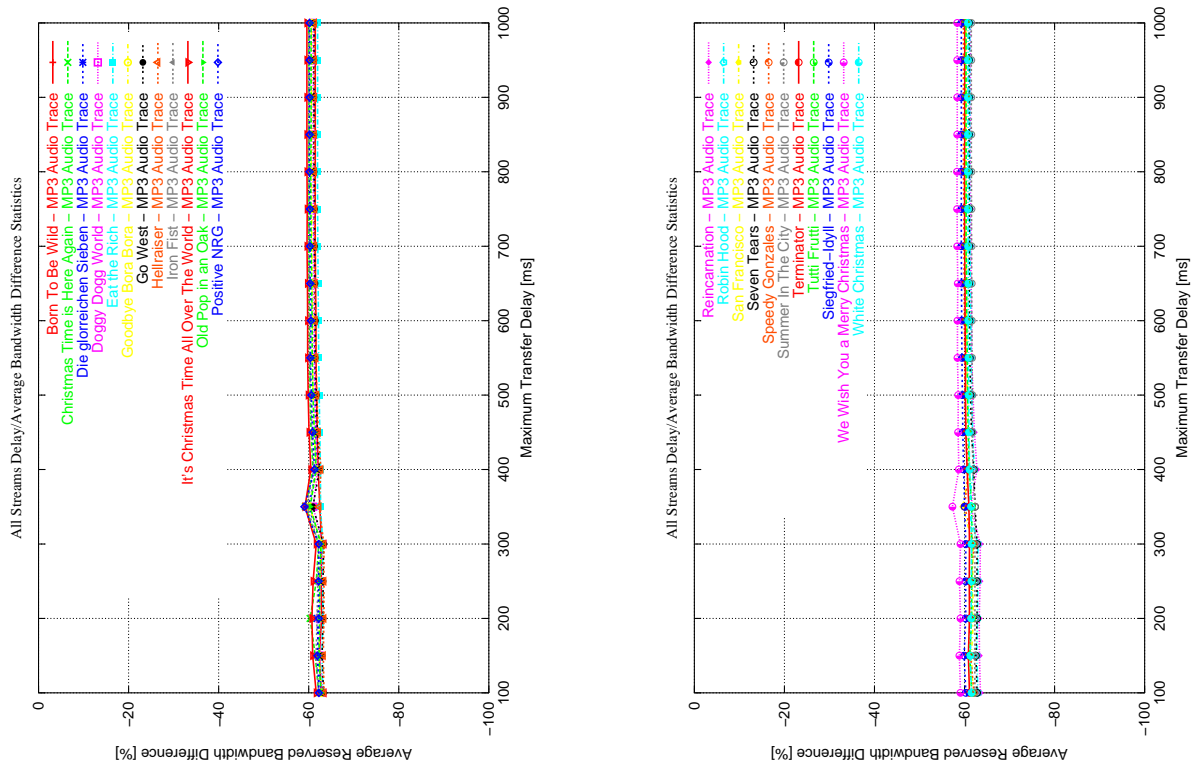 All Streams Delay/Average Bandwidth Difference Statistics
0
−20
−40
−60
−80
−100
Average Reserved Bandwidth Difference [%]
100
200
300
400
500
600
700
800
900
1000
Maximum Transfer Delay [ms]
Born To Be Wild − MP3 Audio Trace
Christmas Time is Here Again − MP3 Audio Trace
Die glorreichen Sieben − MP3 Audio Trace
Doggy Dogg World − MP3 Audio Trace
Eat the Rich − MP3 Audio Trace
Goodbye Bora Bora − MP3 Audio Trace
Go West − MP3 Audio Trace
Hellraiser − MP3 Audio Trace
Iron Fist − MP3 Audio Trace
It's Christmas Time All Over The World − MP3 Audio Trace
Old Pop in an Oak − MP3 Audio Trace
Positive NRG − MP3 Audio Trace
All Streams Delay/Average Bandwidth Difference Statistics
0
−20
−40
−60
−80
−100
Average Reserved Bandwidth Difference [%]
100
200
300
400
500
600
700
800
900
1000
Maximum Transfer Delay [ms]
Reincarnation − MP3 Audio Trace
Robin Hood − MP3 Audio Trace
San Francisco − MP3 Audio Trace
Seven Tears − MP3 Audio Trace
Speedy Gonzales − MP3 Audio Trace
Summer In The City − MP3 Audio Trace
Terminator − MP3 Audio Trace
Tutti Frutti − MP3 Audio Trace
Siegfried−Idyll − MP3 Audio Trace
We Wish You a Merry Christmas − MP3 Audio Trace
White Christmas − MP3 Audio Trace